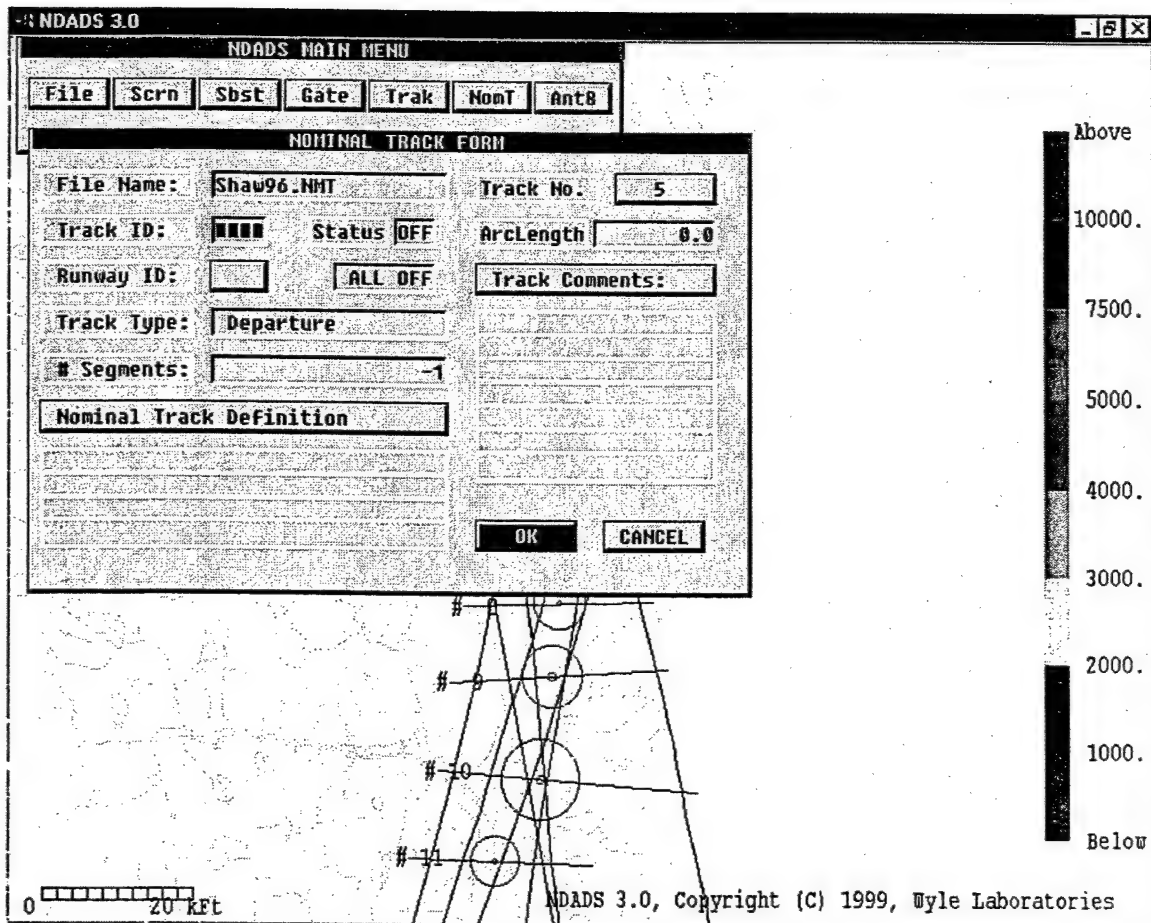 NDADS 3.0
NDADS MAIN MENU
File Scrn Sbst Gate Trak NomT Ant8
NOMINAL TRACK FORM
File Name: Shaw96.NMT
Track No. 5
Track ID: Status OFF
ArcLength 0.0
Runway ID: ALL OFF
Track Comments:
Track Type: Departure
# Segments: -1
Nominal Track Definition
OK CANCEL
Above
10000.
7500.
5000.
4000.
3000.
2000.
1000.
Below
#
# 9
# 10
# 11
0 20 kFt
NDADS 3.0, Copyright (C) 1999, Wyle Laboratories